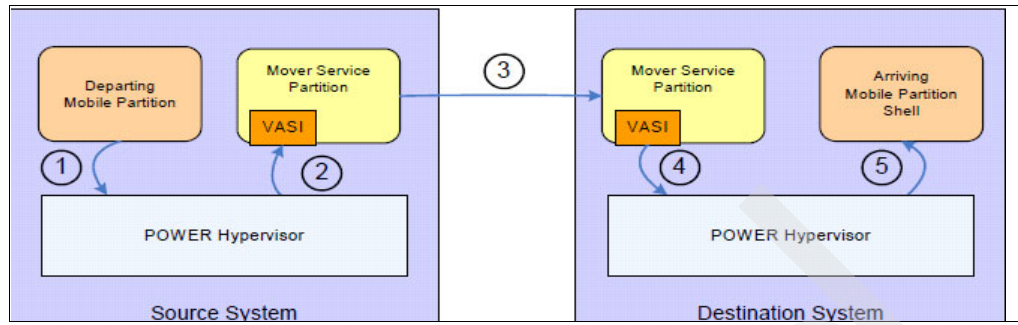 Departing
Mobile Partition
Mover Service
Partition
VASI
1
2
POWER Hypervisor
Source System
3
Mover Service
Partition
VASI
Arriving
Mobile Partition
Shell
4
5
POWER Hypervisor
Destination System